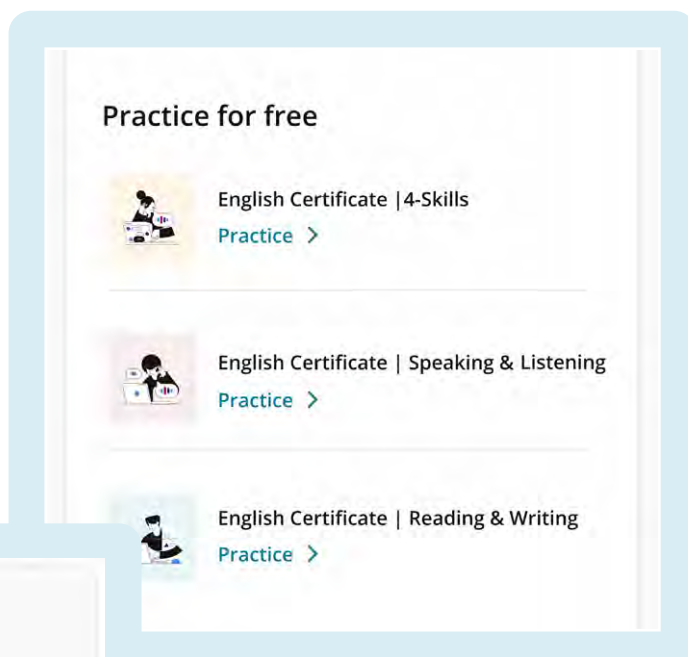 Practice for free
English Certificate |4-Skills
Practice >
English Certificate | Speaking & Listening
Practice >
English Certificate | Reading & Writing
Practice >